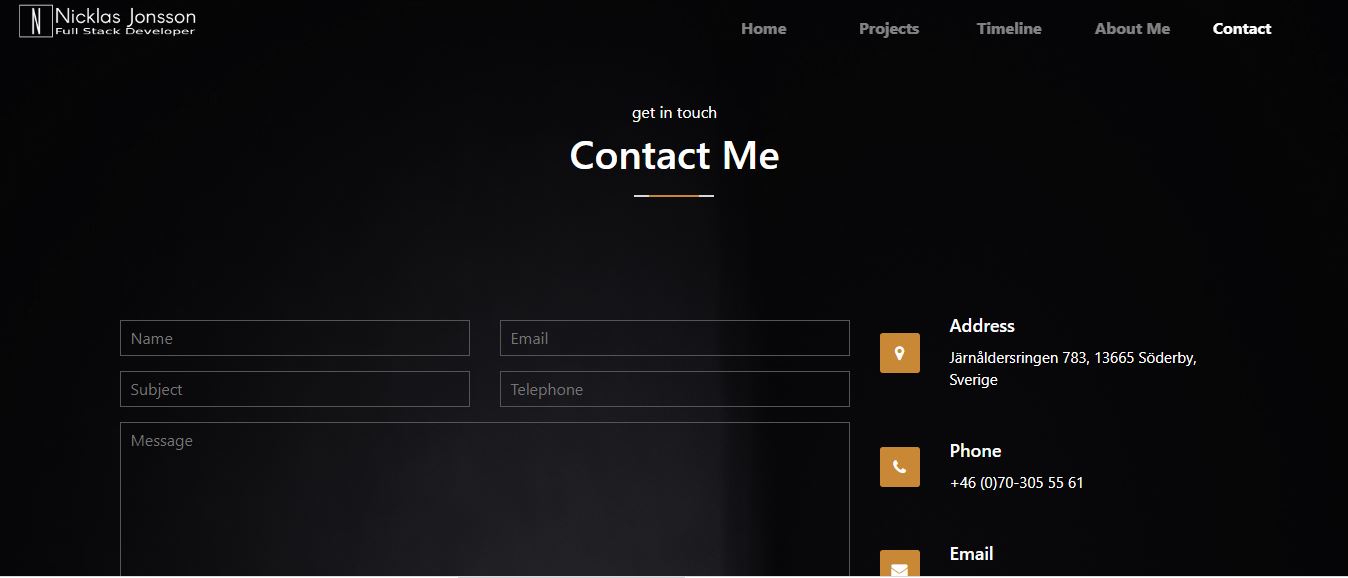 Nicklas Jonsson
Full Stack Developer
Home Projects Timeline About Me Contact
get in touch
Contact Me
Name Email
Subject Telephone
Message
Address
Järnåldersringen 783, 13665 Söderby,
Sverige
Phone
+46 (0)70-305 55 61
Email